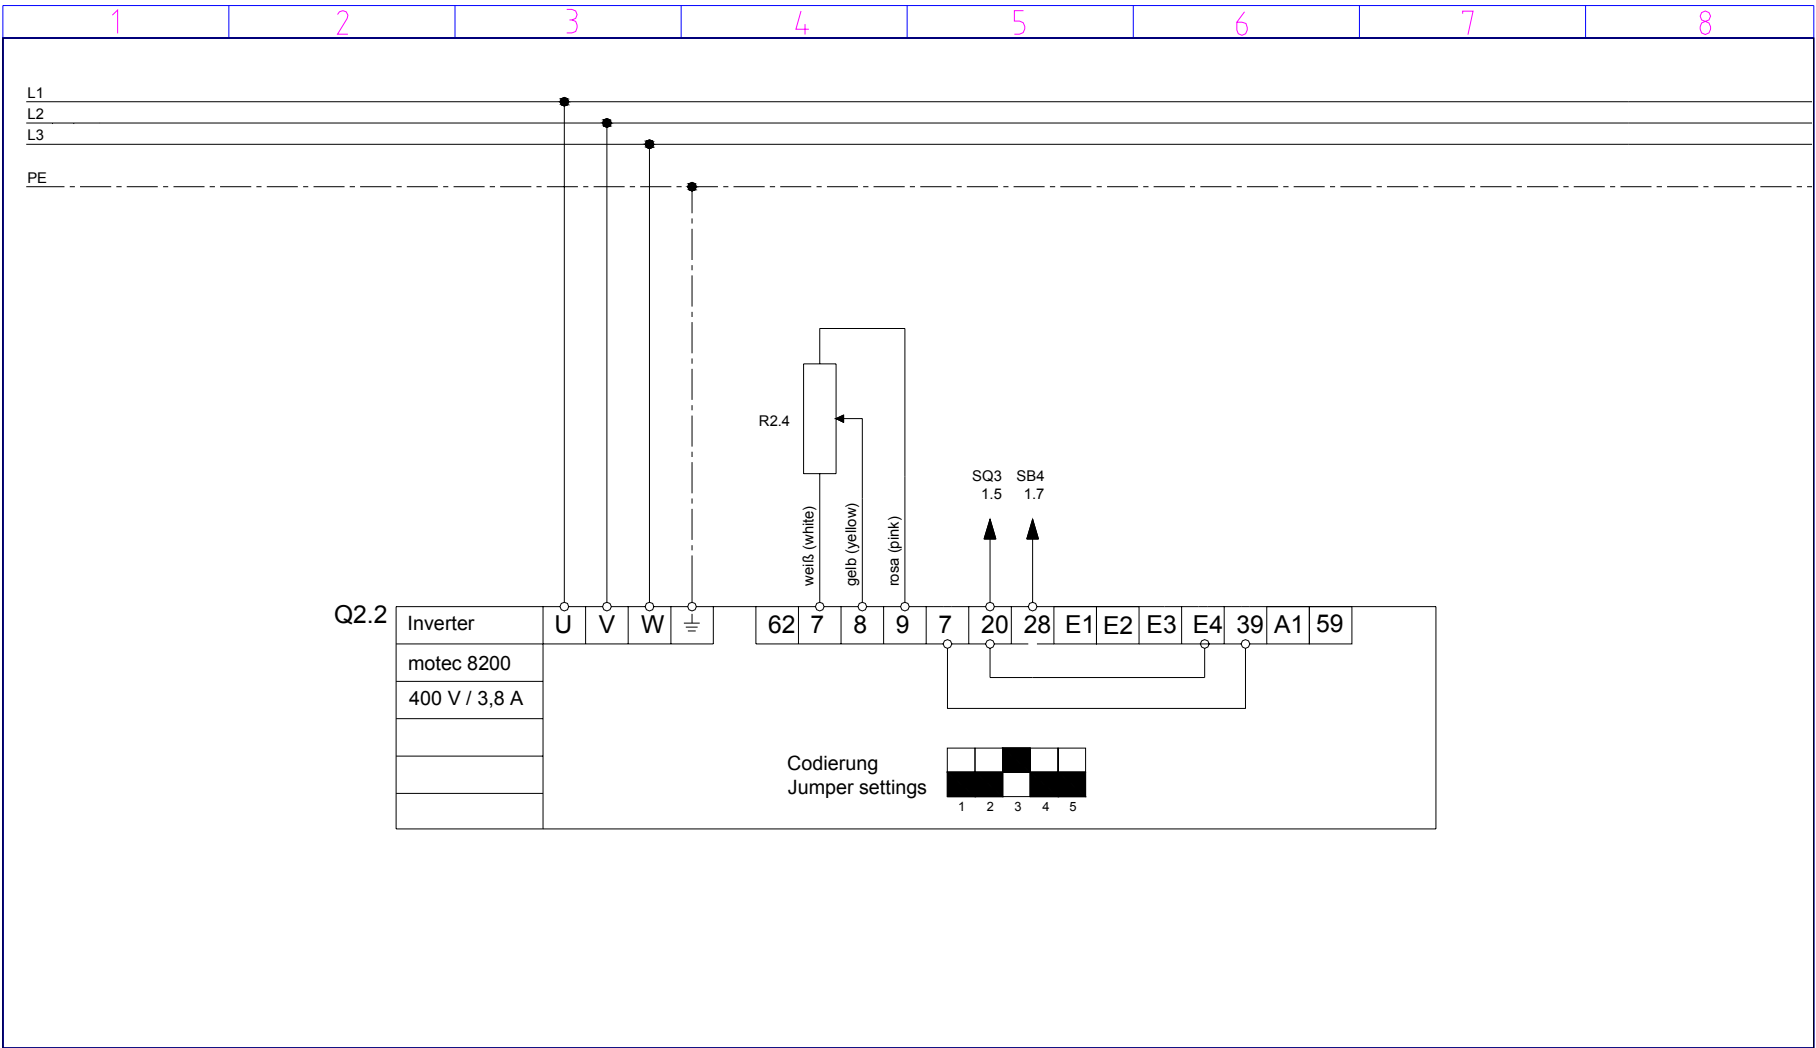 1 2 3 4 5 6 7 8
L1
L2
L3
PE
R2.4
SQ3 SB4
1.5 1.7
weiß (white)
gelb (yellow)
rosa (pink)
Q2.2
Inverter U V W 62 7 8 9 7 20 28 E1 E2 E3 E4 39 A1 59
motec 8200
400 V / 3,8 A
Codierung
Jumper settings
1 2 3 4 5